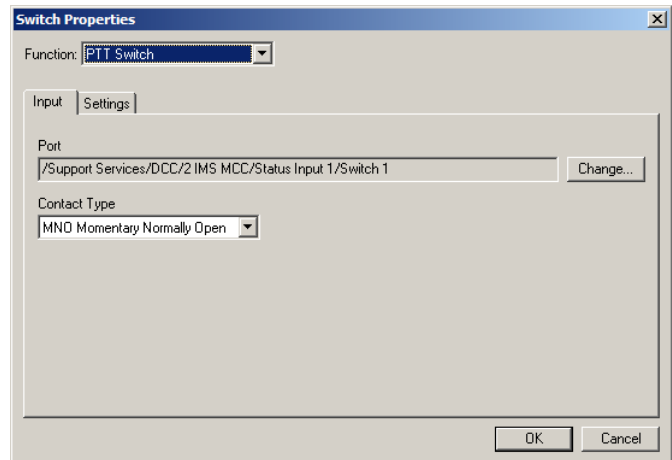 Switch Properties
Function: PTT Switch
Input Settings
Port
/Support Services/DCC/2 IMS MCC/Status Input 1/Switch 1 Change...
Contact Type
MNO Momentary Normally Open
OK Cancel